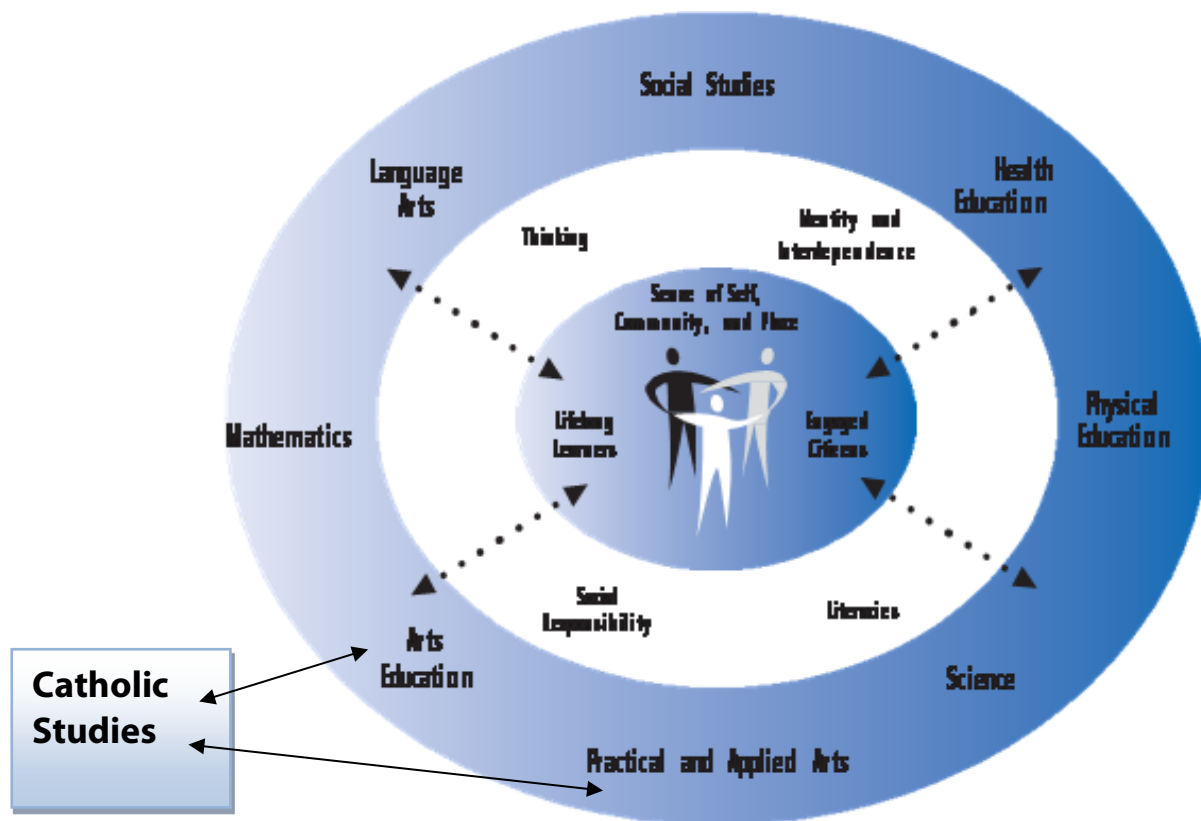 Social Studies
Language
Arts
Health
Education
Thinking
Identity and
Interdependence
Sense of Self,
Community, and Place
Lifelong
Learners
Engaged
Citizens
Mathematics
Physical
Education
Social
Responsibility
Literacies
Arts
Education
Science
Catholic
Studies
Practical and Applied Arts